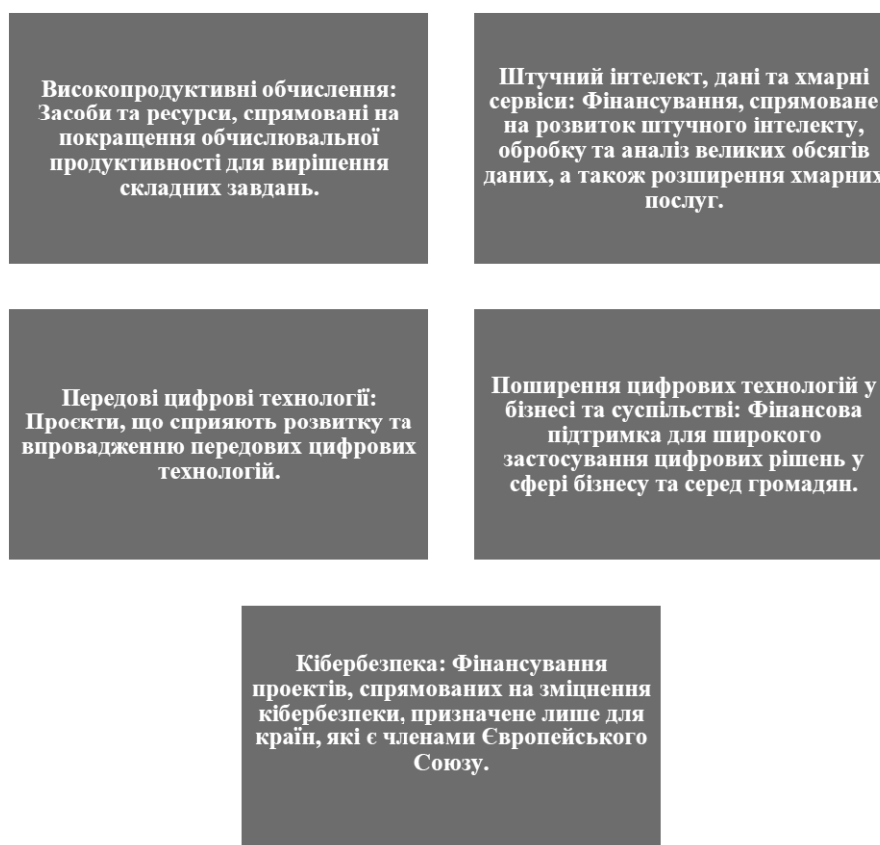 Високопродуктивні обчислення:
Засоби та ресурси, спрямовані на
покращення обчислювальної
продуктивності для вирішення
складних завдань.
Штучний інтелект, дані та хмарні
сервіси: Фінансування, спрямоване
на розвиток штучного інтелекту,
обробку та аналіз великих обсягів
даних, а також розширення хмарних
послуг.
Передові цифрові технології:
Проєкти, що сприяють розвитку та
впровадженню передових цифрових
технологій.
Поширення цифрових технологій у
бізнесі та суспільстві: Фінансова
підтримка для широкого
застосування цифрових рішень у
сфері бізнесу та серед громадян.
Кібербезпека: Фінансування
проектів, спрямованих на зміцнення
кібербезпеки, призначене лише для
країн, які є членами Європейського
Союзу.